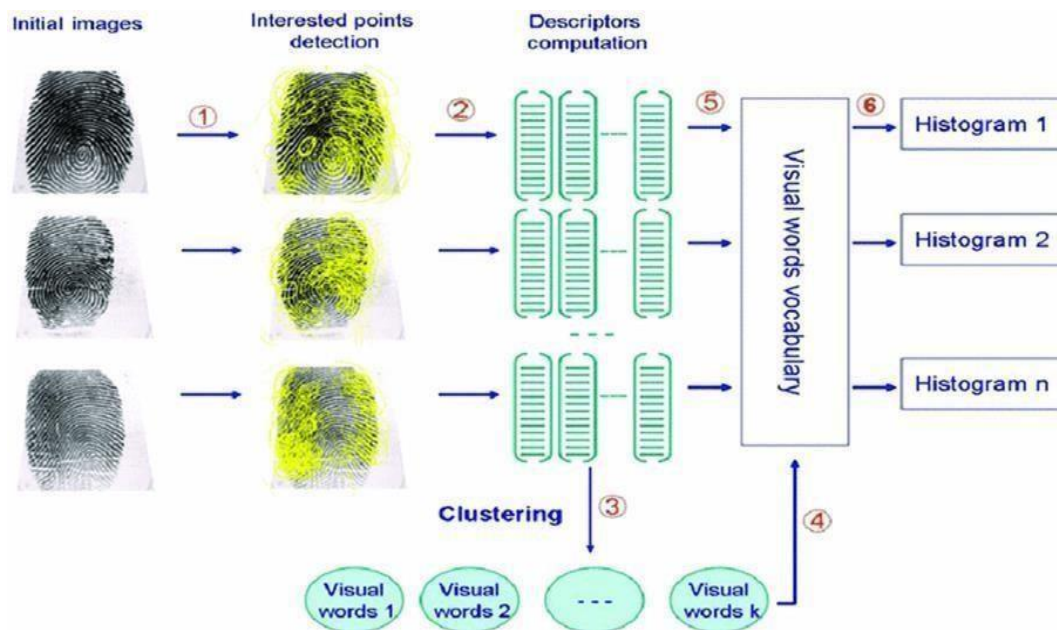 Initial images
Interested points
detection
Descriptors
computation
①
②
⑤
⑥
Histogram 1
Histogram 2
Histogram n
Visual words vocabulary
Clustering
③
④
Visual
words 1
Visual
words 2
Visual
words k